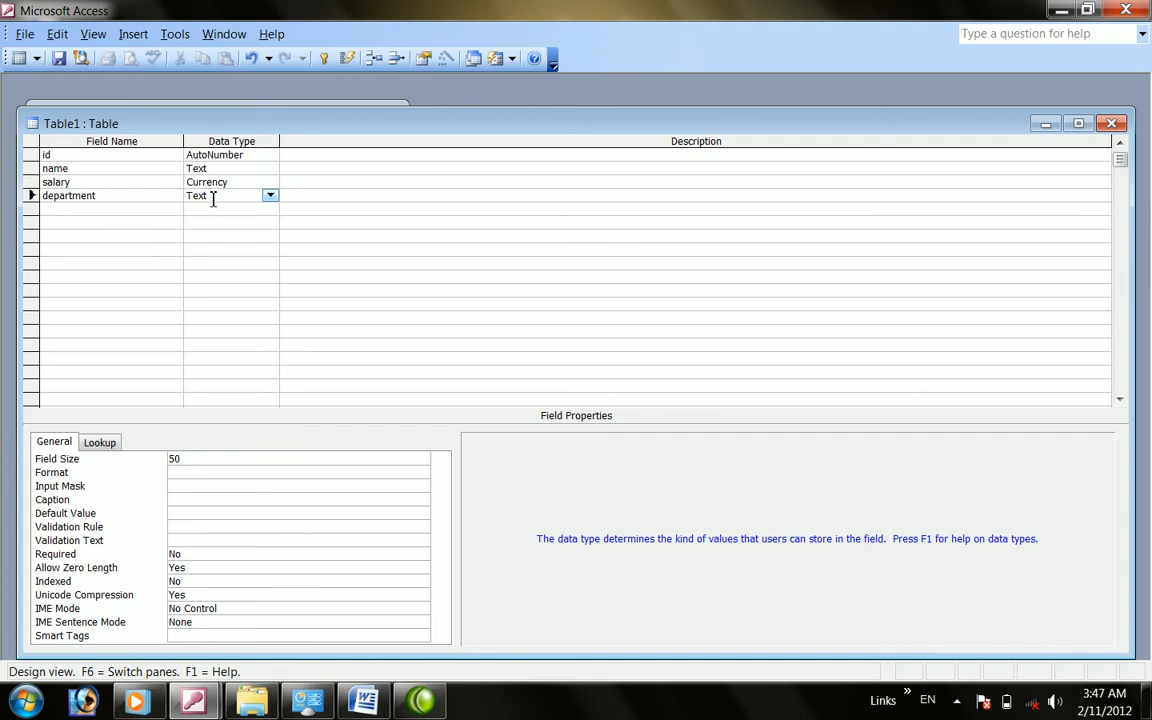 Microsoft Access
File Edit View Insert Tools Window Help
Type a question for help
Table1 : Table
Field Name Data Type Description
id AutoNumber
name Text
salary Currency
department Text
Field Properties
General Lookup
Field Size 50
Format
Input Mask
Caption
Default Value
Validation Rule
Validation Text
Required No
Allow Zero Length Yes
Indexed No
Unicode Compression Yes
IME Mode No Control
IME Sentence Mode None
Smart Tags
The data type determines the kind of values that users can store in the field. Press F1 for help on data types.
Design view. F6 = Switch panes. F1 = Help.
Links » EN 3:47 AM
2/11/2012